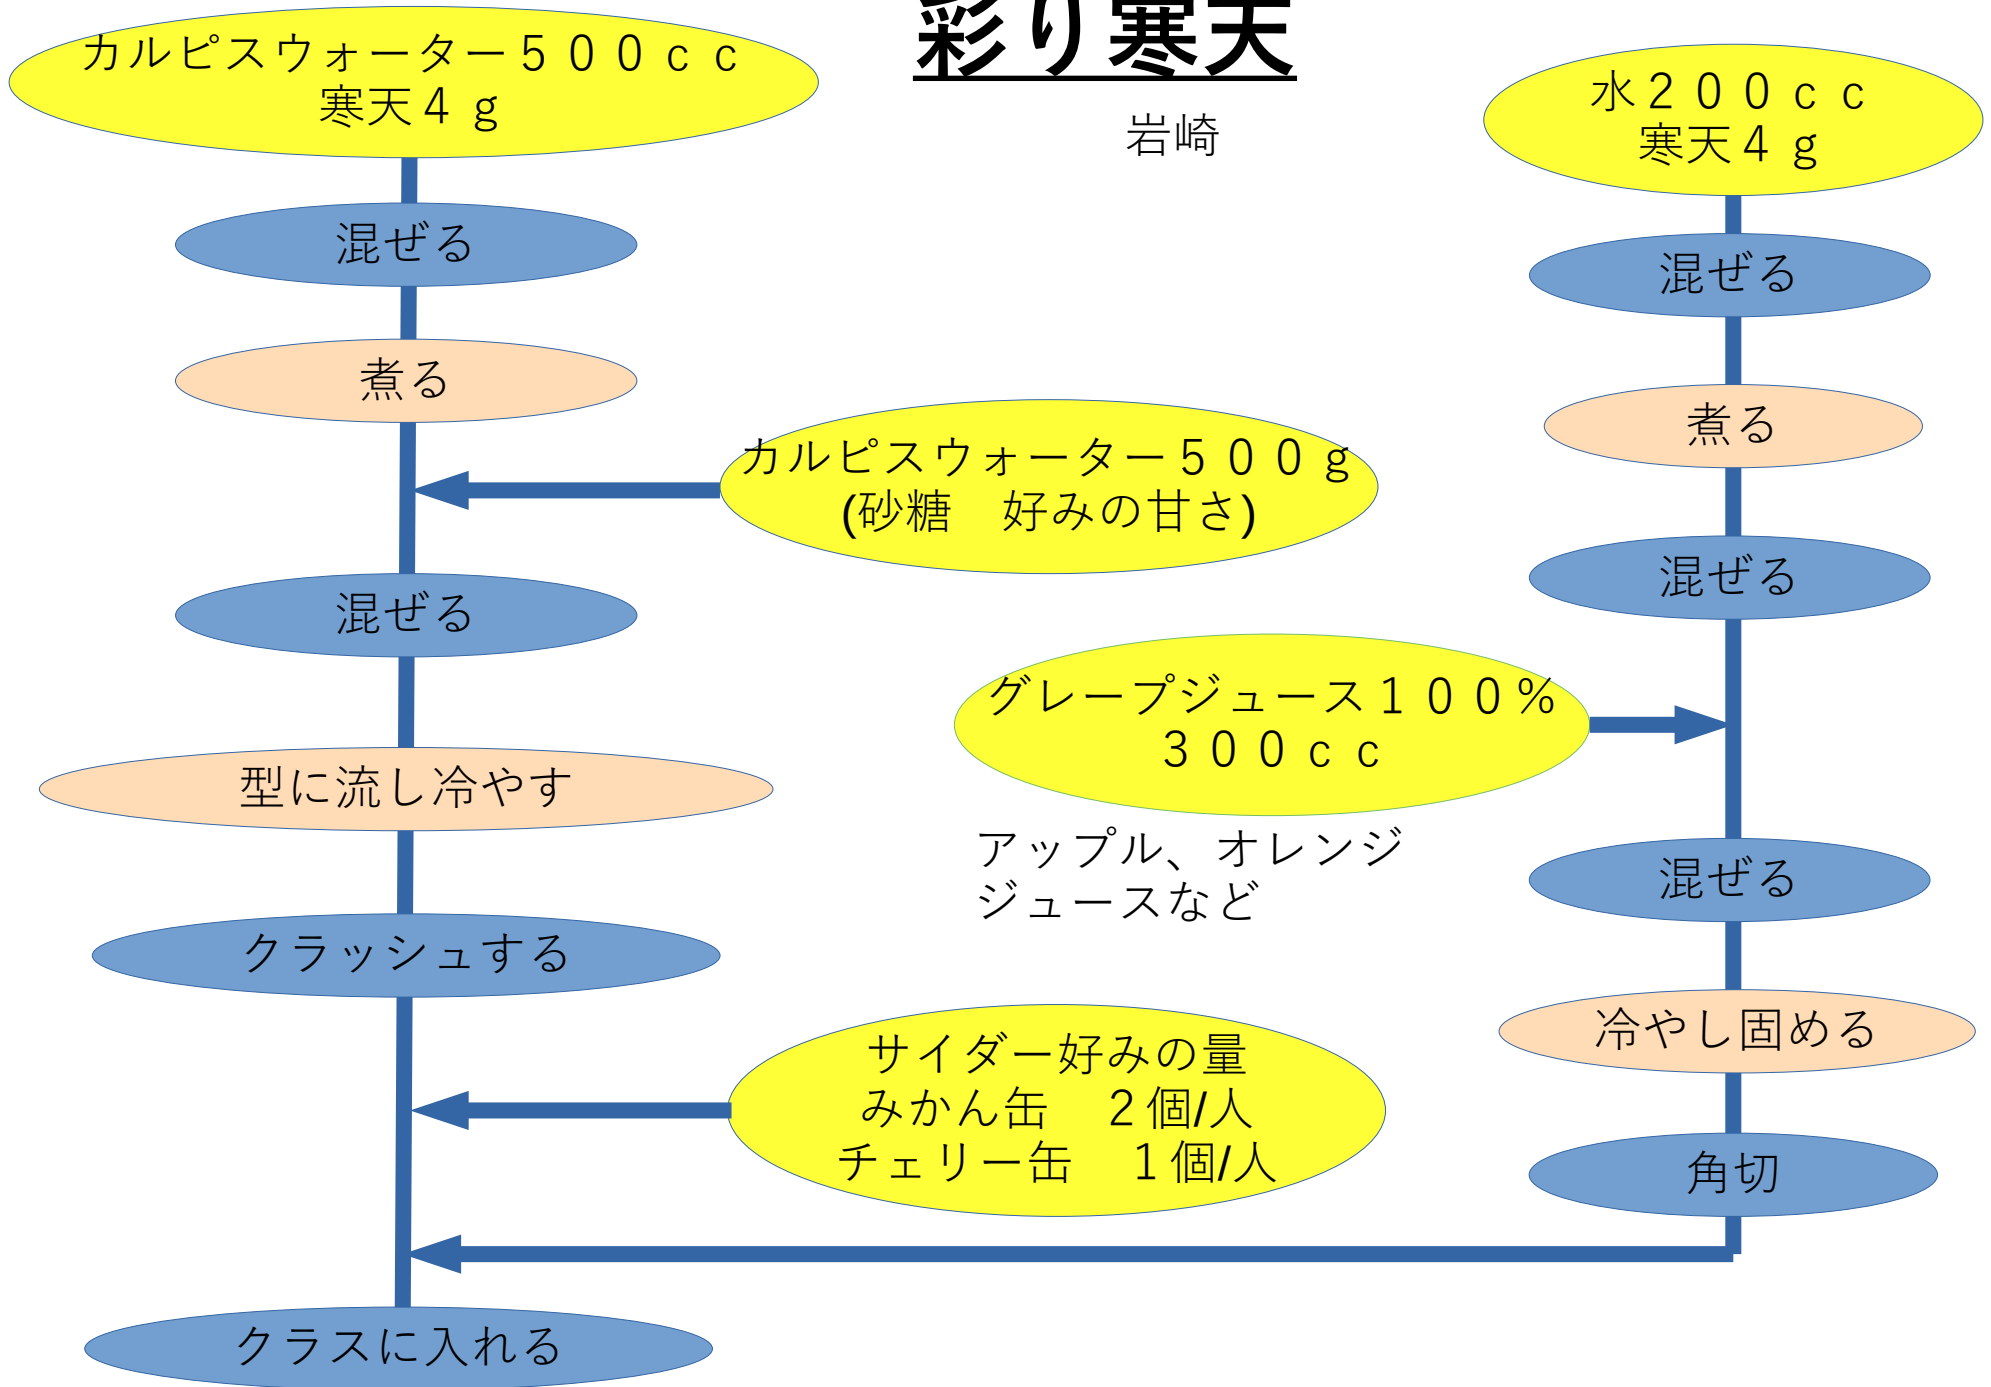 彩り寒天
岩崎
カルピスウォーター５００ｃｃ
寒天４ｇ
混ぜる
煮る
カルピスウォーター５００ｇ
(砂糖　好みの甘さ)
混ぜる
型に流し冷やす
クラッシュする
サイダー好みの量
みかん缶　２個/人
チェリー缶　１個/人
クラスに入れる
水２００ｃｃ
寒天４ｇ
混ぜる
煮る
混ぜる
グレープジュース１００％
３００ｃｃ
アップル、オレンジ
ジュースなど
混ぜる
冷やし固める
角切